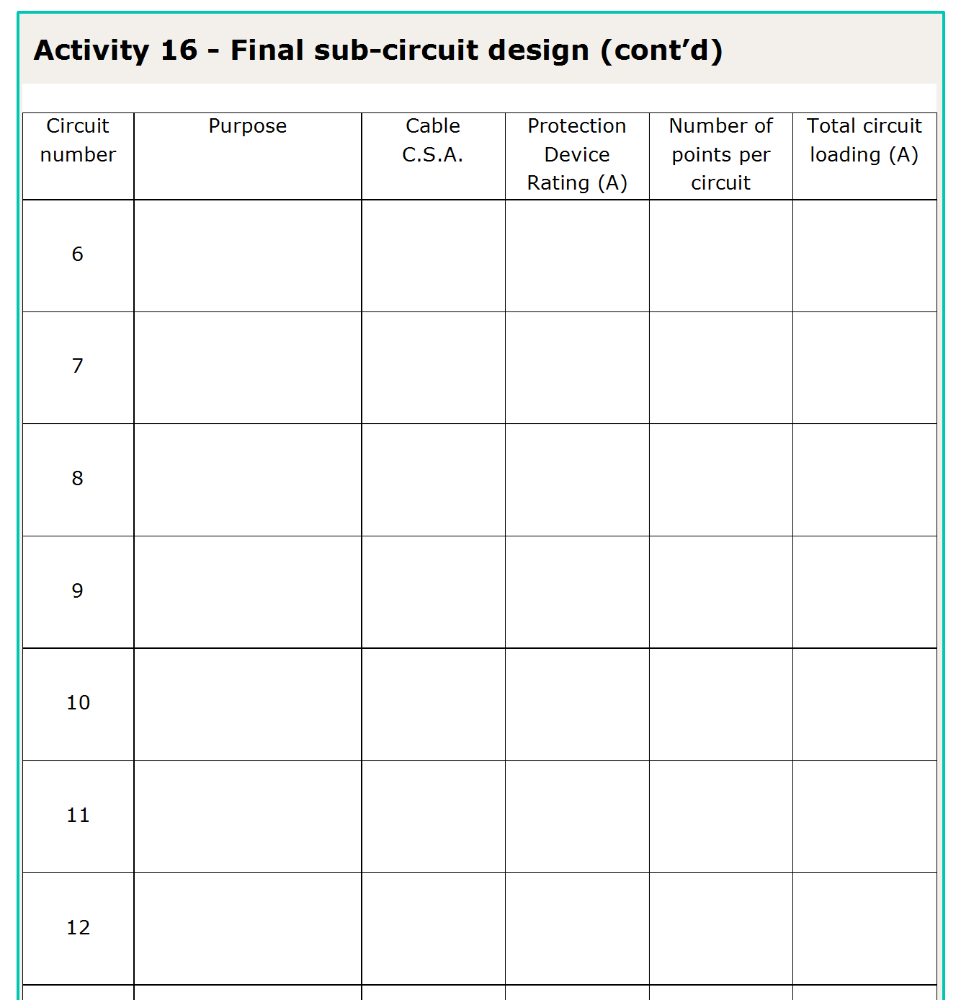 Activity 16 - Final sub-circuit design (cont’d)
Circuit number
Purpose
Cable C.S.A.
Protection Device Rating (A)
Number of points per circuit
Total circuit loading (A)
6
7
8
9
10
11
12